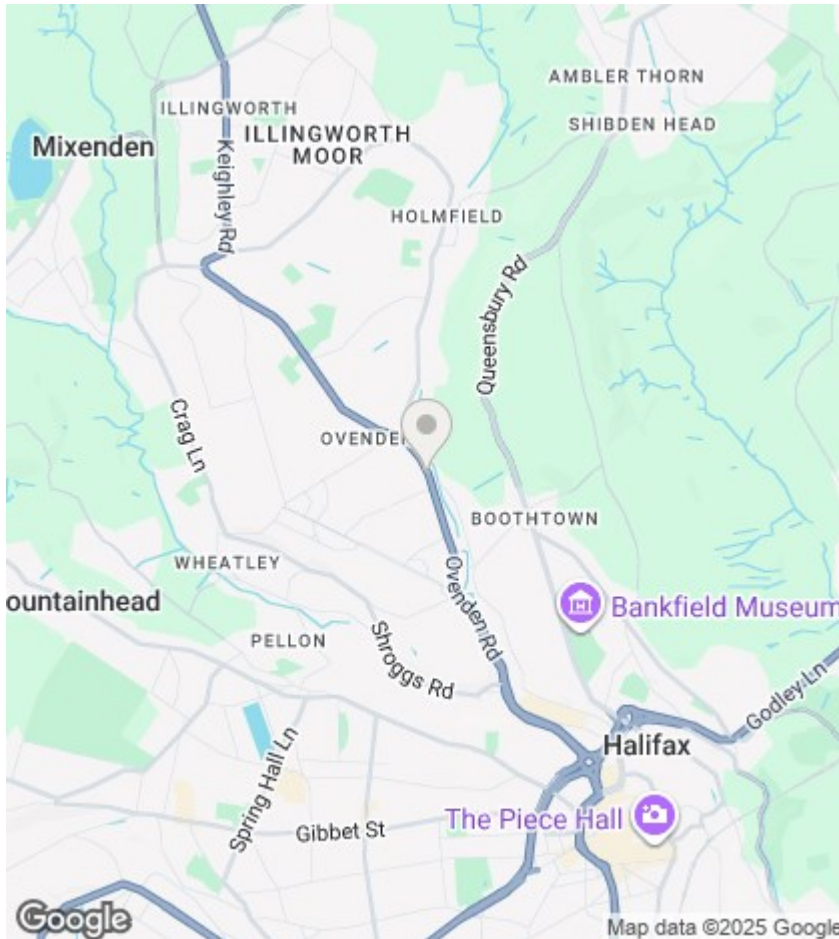 AMBLER THORN
ILLINGWORTH
SHIBDEN HEAD
ILLINGWORTH
MOOR
Mixenden
Keighley Rd
HOLMFIELD
Queensbury Rd
Crag Ln
OVENDEN
BOOTHTOWN
WHEATLEY
Ovenden Rd
ountainhead
Bankfield Museum
PELLON
Shroggs Rd
Godley Ln
Spring Hall Ln
Halifax
The Piece Hall
Gibbet St
Google
Map data ©2025 Google